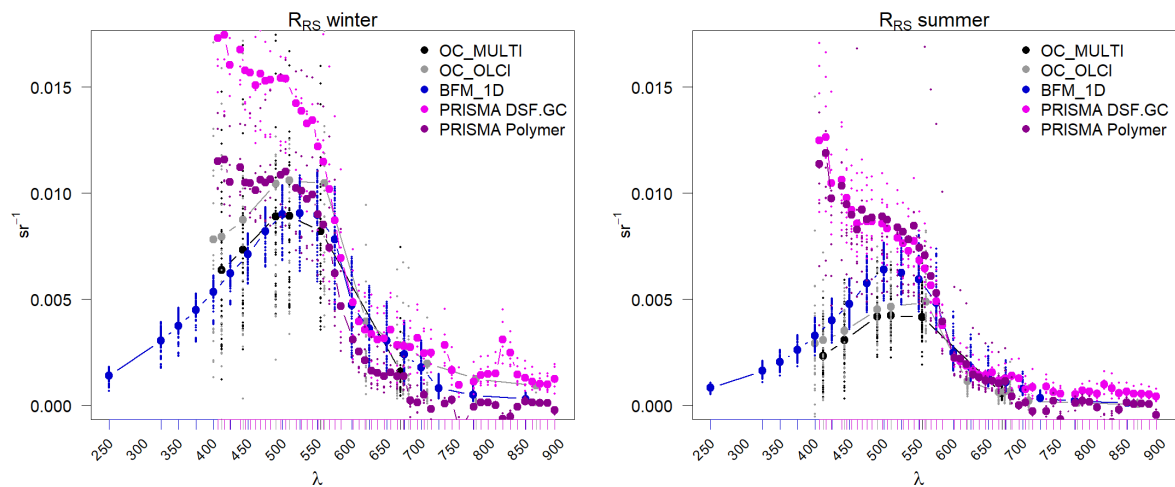 R_RS winter
sr⁻¹
0.015
0.010
0.005
0.000
OC_MULTI
OC_OLCI
BFM_1D
PRISMA DSF.GC
PRISMA Polymer
250 300 350 400 450 500 550 600 650 700 750 800 850 900
λ
R_RS summer
sr⁻¹
0.015
0.010
0.005
0.000
OC_MULTI
OC_OLCI
BFM_1D
PRISMA DSF.GC
PRISMA Polymer
250 300 350 400 450 500 550 600 650 700 750 800 850 900
λ